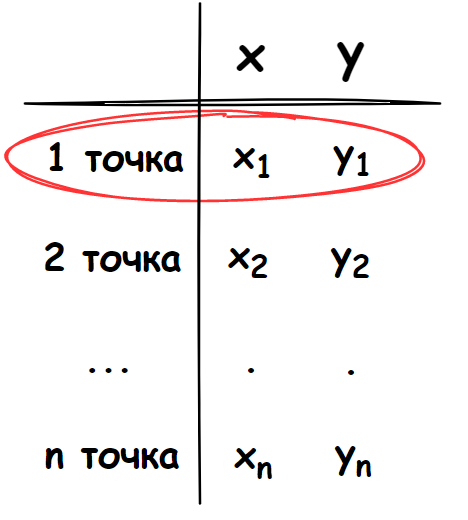 x y
1 точка x₁ y₁
2 точка x₂ y₂
... . .
n точка xₙ yₙ